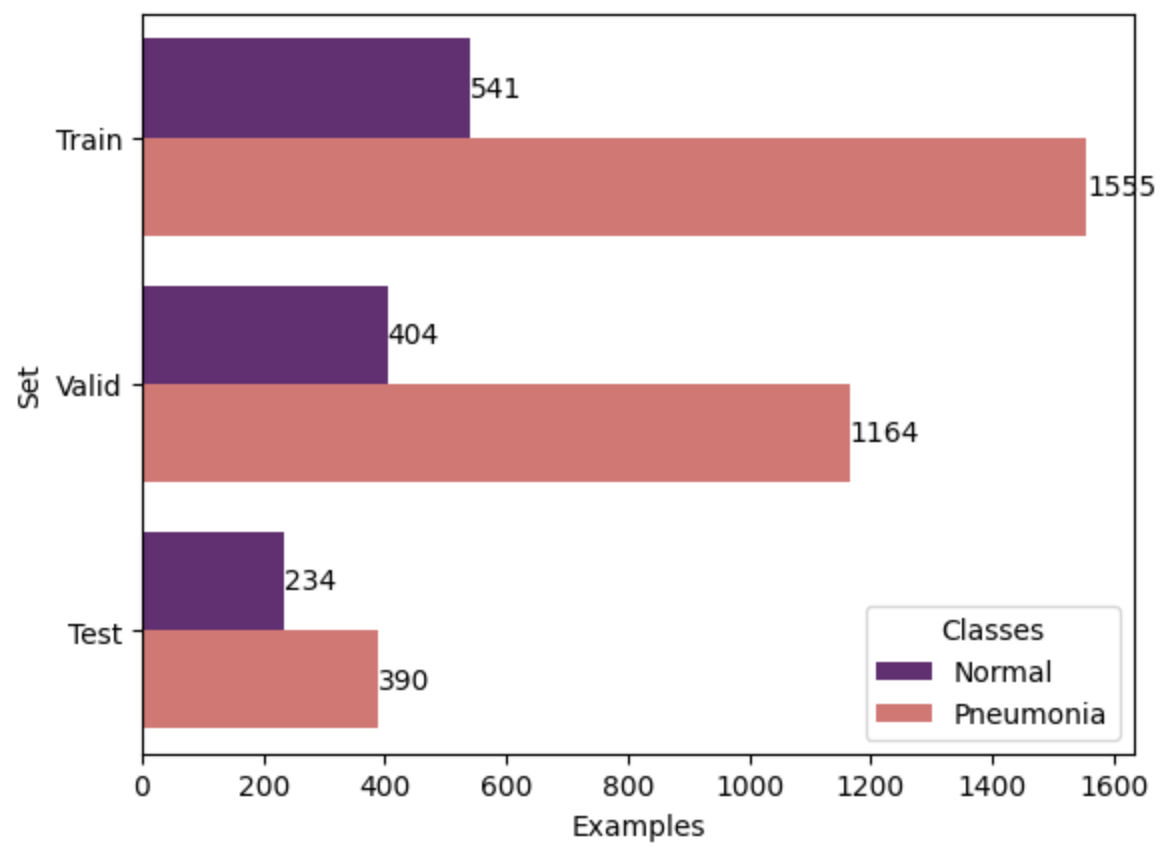 541
Train
1555
404
Set
Valid
1164
234
Test
390
Classes
Normal
Pneumonia
0 200 400 600 800 1000 1200 1400 1600
Examples